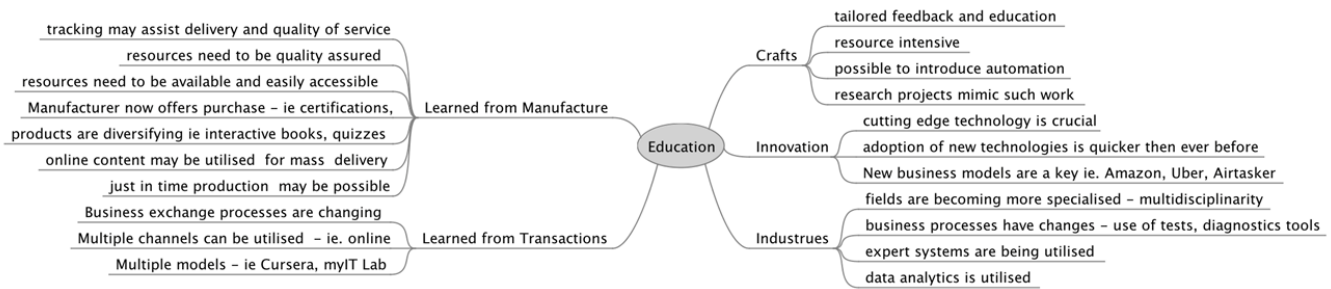 tracking may assist delivery and quality of service
resources need to be quality assured
resources need to be available and easily accessible
Manufacturer now offers purchase - ie certifications,
products are diversifying ie interactive books, quizzes
online content may be utilised for mass delivery
just in time production may be possible
Learned from Manufacture
Business exchange processes are changing
Multiple channels can be utilised - ie. online
Multiple models - ie Cursera, myIT Lab
Learned from Transactions
Education
Crafts
tailored feedback and education
resource intensive
possible to introduce automation
research projects mimic such work
Innovation
cutting edge technology is crucial
adoption of new technologies is quicker then ever before
New business models are a key ie. Amazon, Uber, Airtasker
Industrues
fields are becoming more specialised - multidisciplinarity
business processes have changes - use of tests, diagnostics tools
expert systems are being utilised
data analytics is utilised